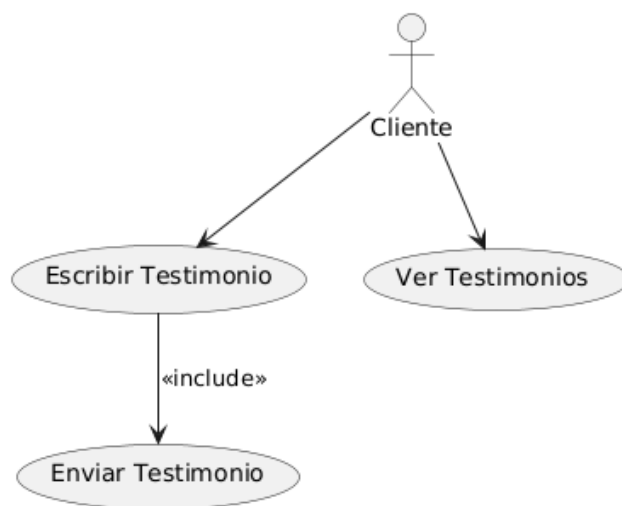 Cliente
Escribir Testimonio
Ver Testimonios
«include»
Enviar Testimonio